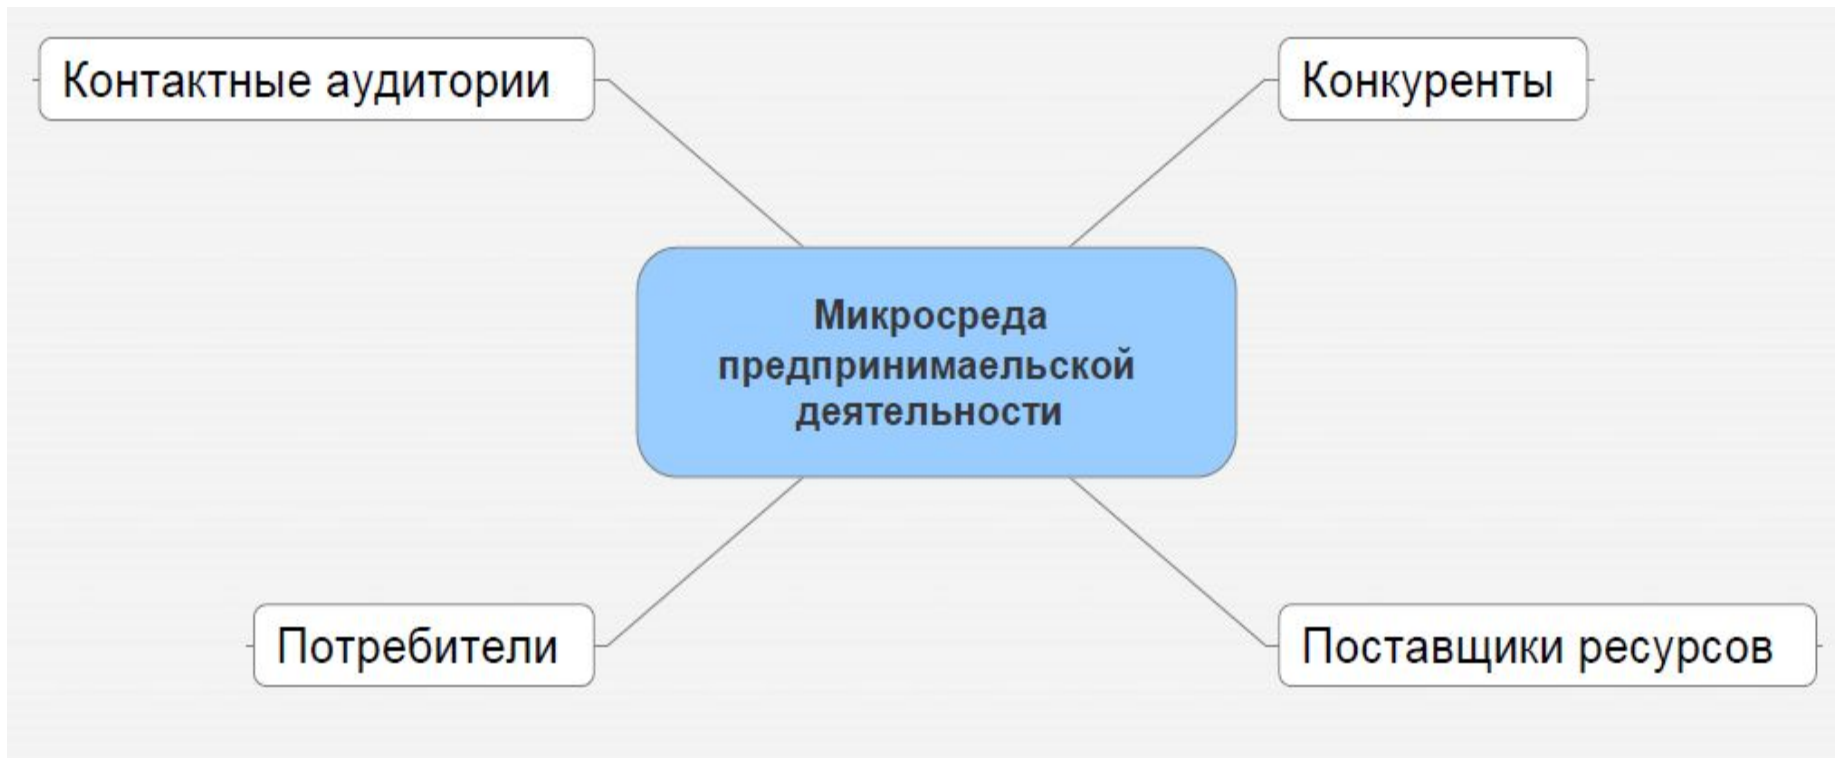 Контактные аудитории
Конкуренты
Микросреда
предпринимаельской
деятельности
Потребители
Поставщики ресурсов